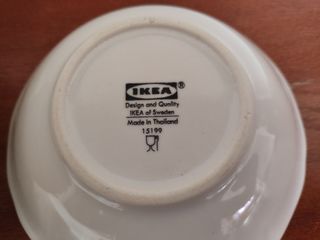 IKEA®
Design and Quality
IKEA of Sweden
Made in Thailand
15199